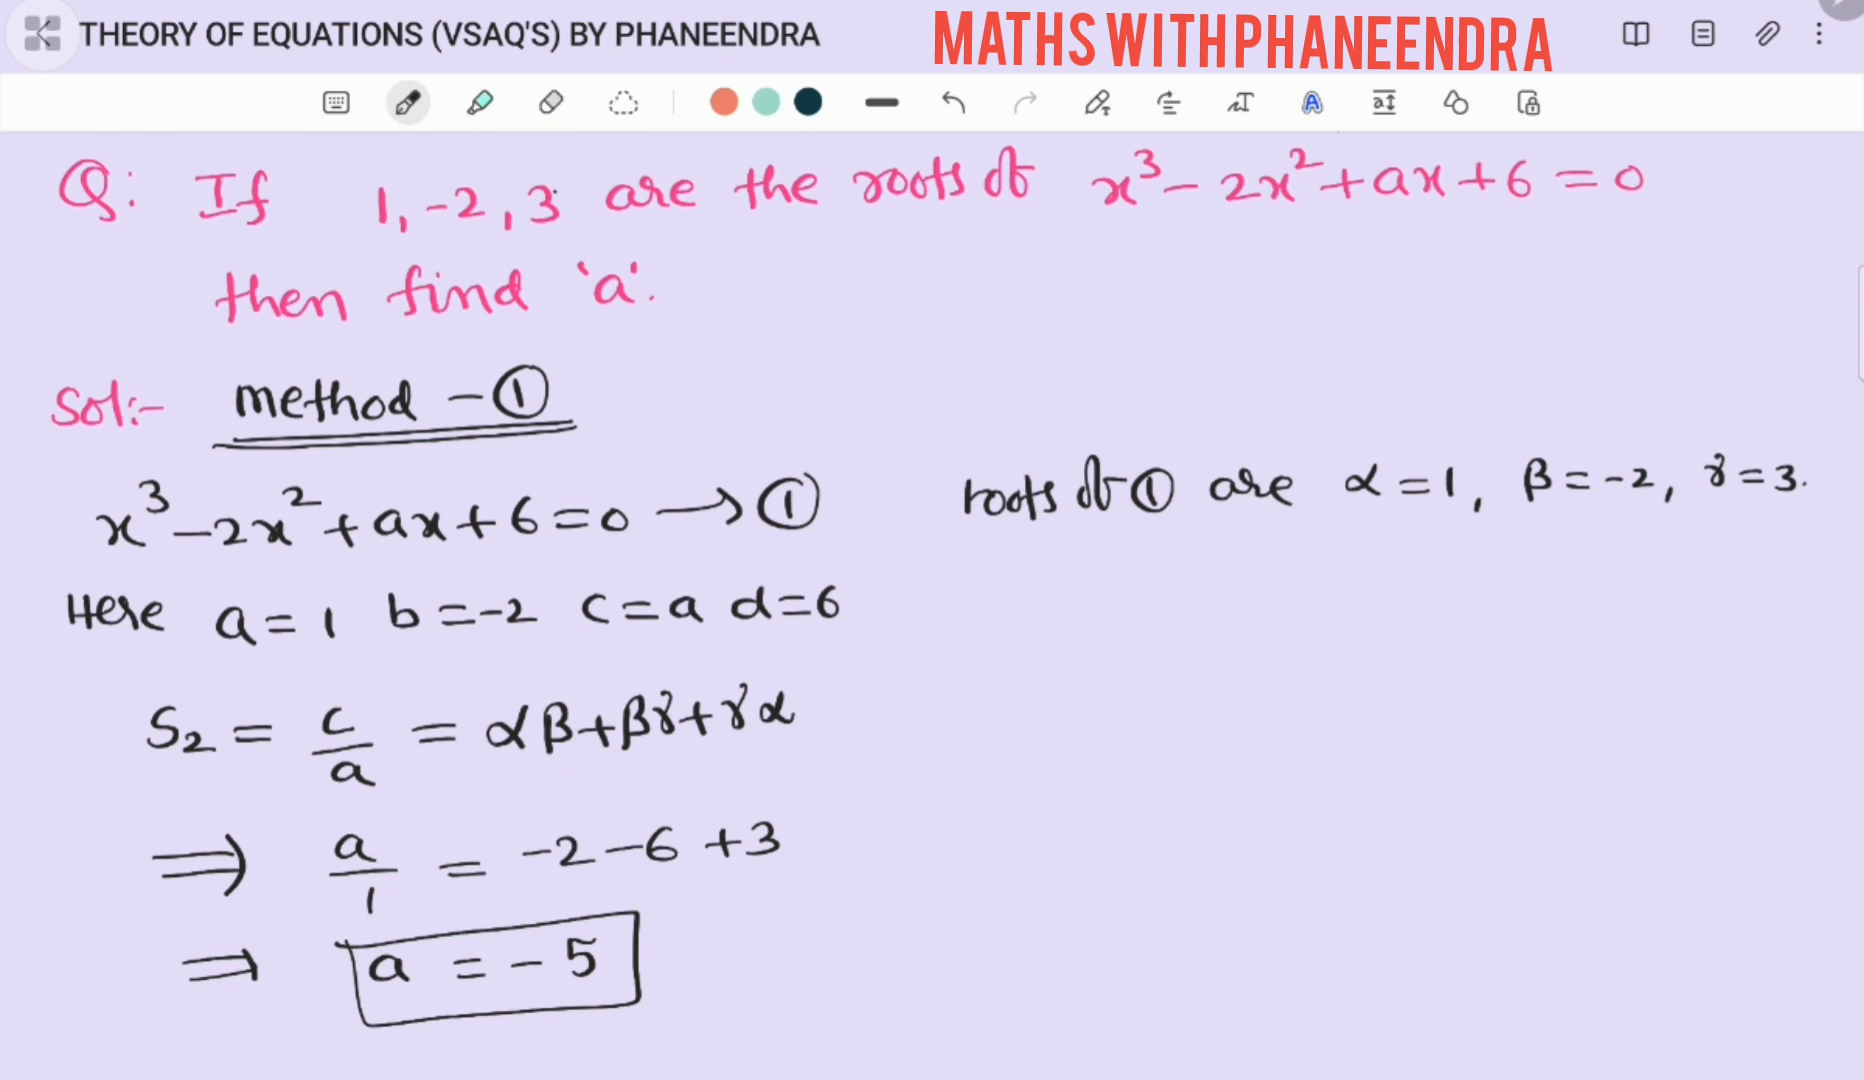 THEORY OF EQUATIONS (VSAQ'S) BY PHANEENDRA
MATHS WITH PHANEENDRA
Q: If 1, -2, 3 are the roots of x³ - 2x² + ax + 6 = 0
then find 'a'.
Sol:- method - ①
x³ - 2x² + ax + 6 = 0 → ①
roots of ① are α = 1, β = -2, γ = 3.
Here a = 1 b = -2 c = a d = 6
S₂ = c/a = αβ + βγ + γα
⇒ a/1 = -2 - 6 + 3
⇒ a = - 5